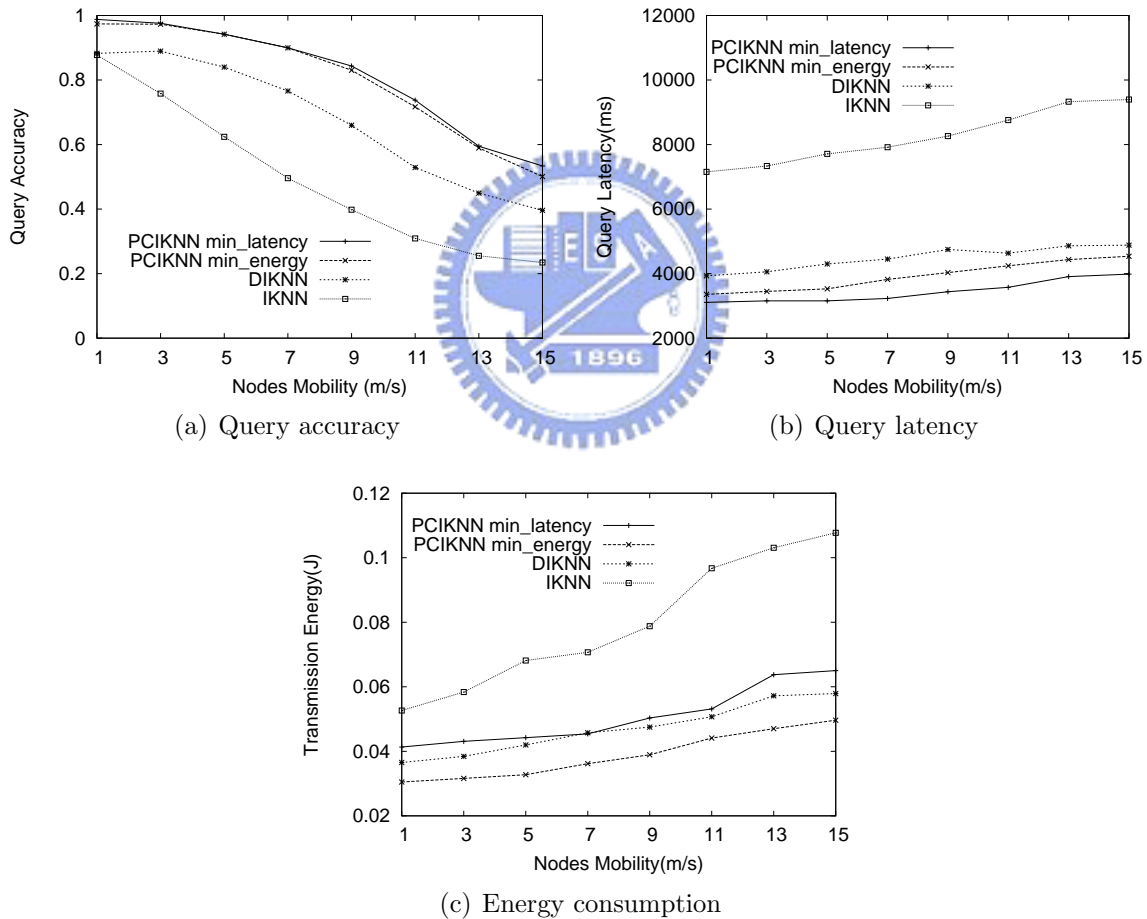 1
0.8
0.6
0.4
0.2
0
Query Accuracy
PCIKNN min_latency
PCIKNN min_energy
DIKNN
IKNN
1 3 5 7 9 11 13 15
Nodes Mobility (m/s)
(a) Query accuracy
12000
10000
8000
6000
4000
2000
Query Latency(ms)
PCIKNN min_latency
PCIKNN min_energy
DIKNN
IKNN
1 3 5 7 9 11 13 15
Nodes Mobility(m/s)
(b) Query latency
E
A
1896
0.12
0.1
0.08
0.06
0.04
0.02
Transmission Energy(J)
PCIKNN min_latency
PCIKNN min_energy
DIKNN
IKNN
1 3 5 7 9 11 13 15
Nodes Mobility(m/s)
(c) Energy consumption